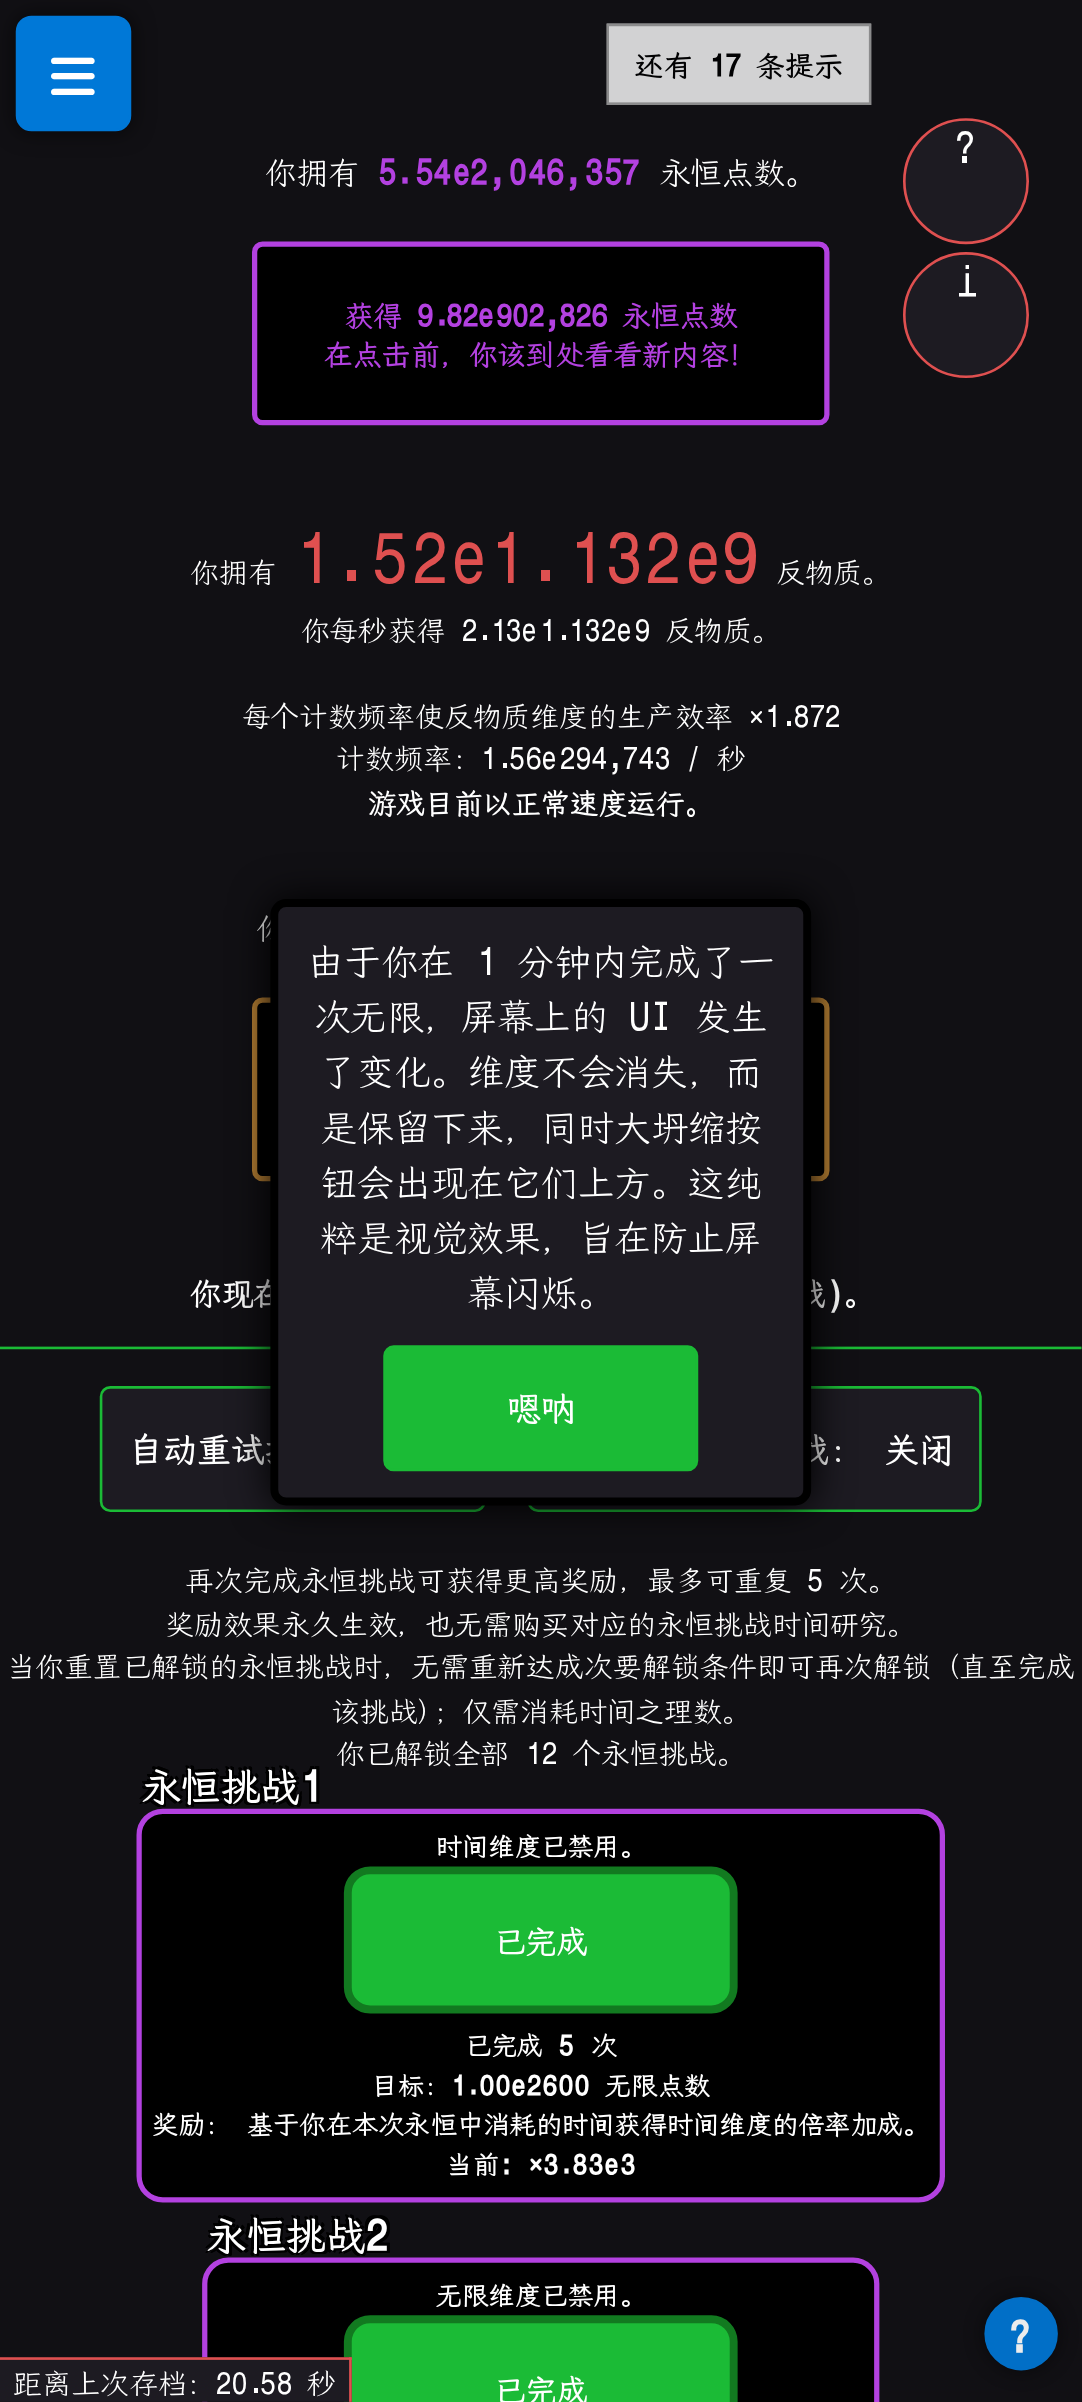 还有 17 条提示
?
i
你拥有 5.54e2,046,357 永恒点数。
获得 9.82e902,826 永恒点数
在点击前，你该到处看看新内容！
你拥有 1.52e1.132e9 反物质。
你每秒获得 2.13e1.132e9 反物质。
每个计数频率使反物质维度的生产效率 ×1.872
计数频率：1.56e294,743 / 秒
游戏目前以正常速度运行。
由于你在 1 分钟内完成了一
次无限，屏幕上的 UI 发生
了变化。维度不会消失，而
是保留下来，同时大坍缩按
钮会出现在它们上方。这纯
粹是视觉效果，旨在防止屏
幕闪烁。
嗯呐
你现在 )。
自动重试 ： 关闭
再次完成永恒挑战可获得更高奖励，最多可重复 5 次。
奖励效果永久生效，也无需购买对应的永恒挑战时间研究。
当你重置已解锁的永恒挑战时，无需重新达成次要解锁条件即可再次解锁（直至完成
该挑战）；仅需消耗时间之理数。
你已解锁全部 12 个永恒挑战。
永恒挑战1
时间维度已禁用。
已完成
已完成 5 次
目标：1.00e2600 无限点数
奖励： 基于你在本次永恒中消耗的时间获得时间维度的倍率加成。
当前：×3.83e3
永恒挑战2
无限维度已禁用。
已完成
?
距离上次存档：20.58 秒